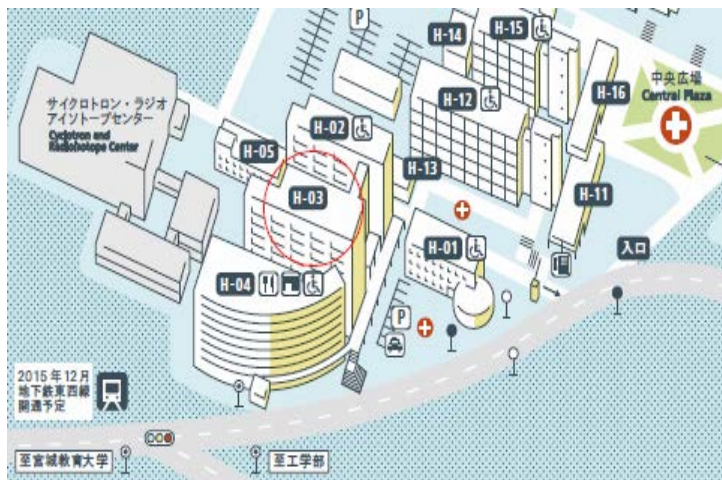 P
H-14
H-15
中央広場
Central Plaza
サイクロトロン・ラジオ
アイソトープセンター
Cyclotron and
Radioisotope Center
H-12
H-16
H-02
H-05
H-13
H-03
H-11
H-01
入口
H-04
P
2015年12月
地下鉄東西線
開通予定
至宮城教育大学
至工学部